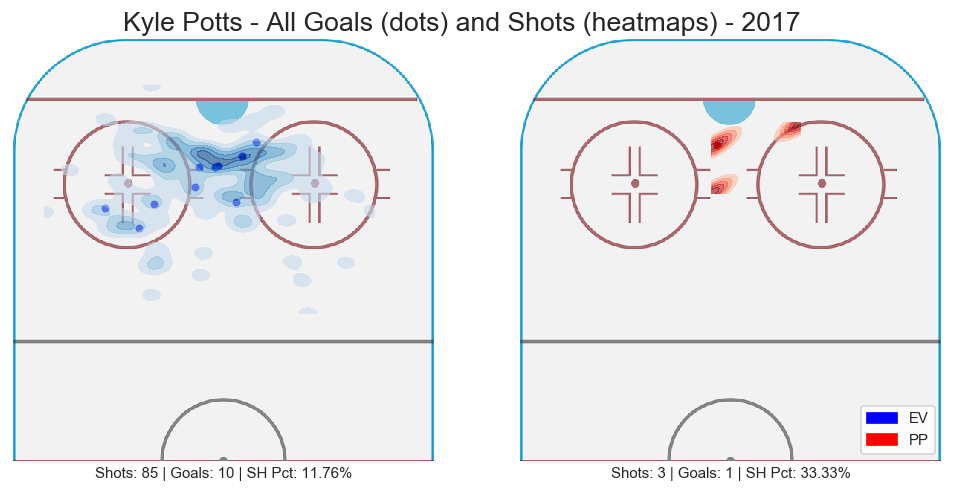 Kyle Potts - All Goals (dots) and Shots (heatmaps) - 2017
EV
PP
Shots: 85 | Goals: 10 | SH Pct: 11.76%
Shots: 3 | Goals: 1 | SH Pct: 33.33%